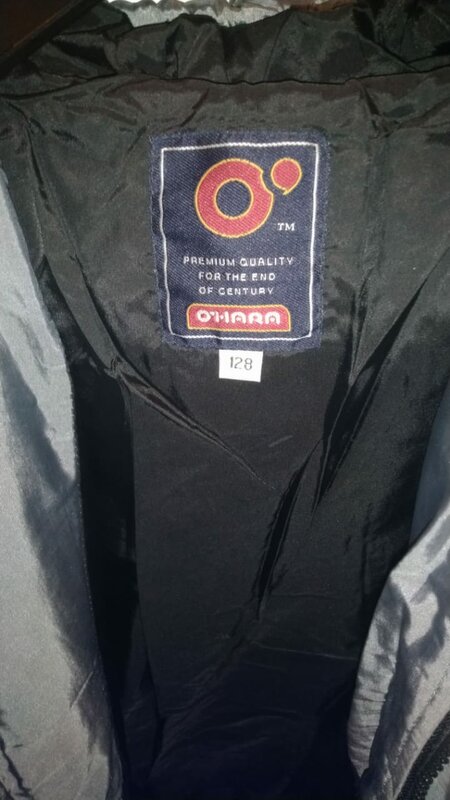 O'
TM
PREMIUM QUALITY
FOR THE END
OF CENTURY
O'HARA
128